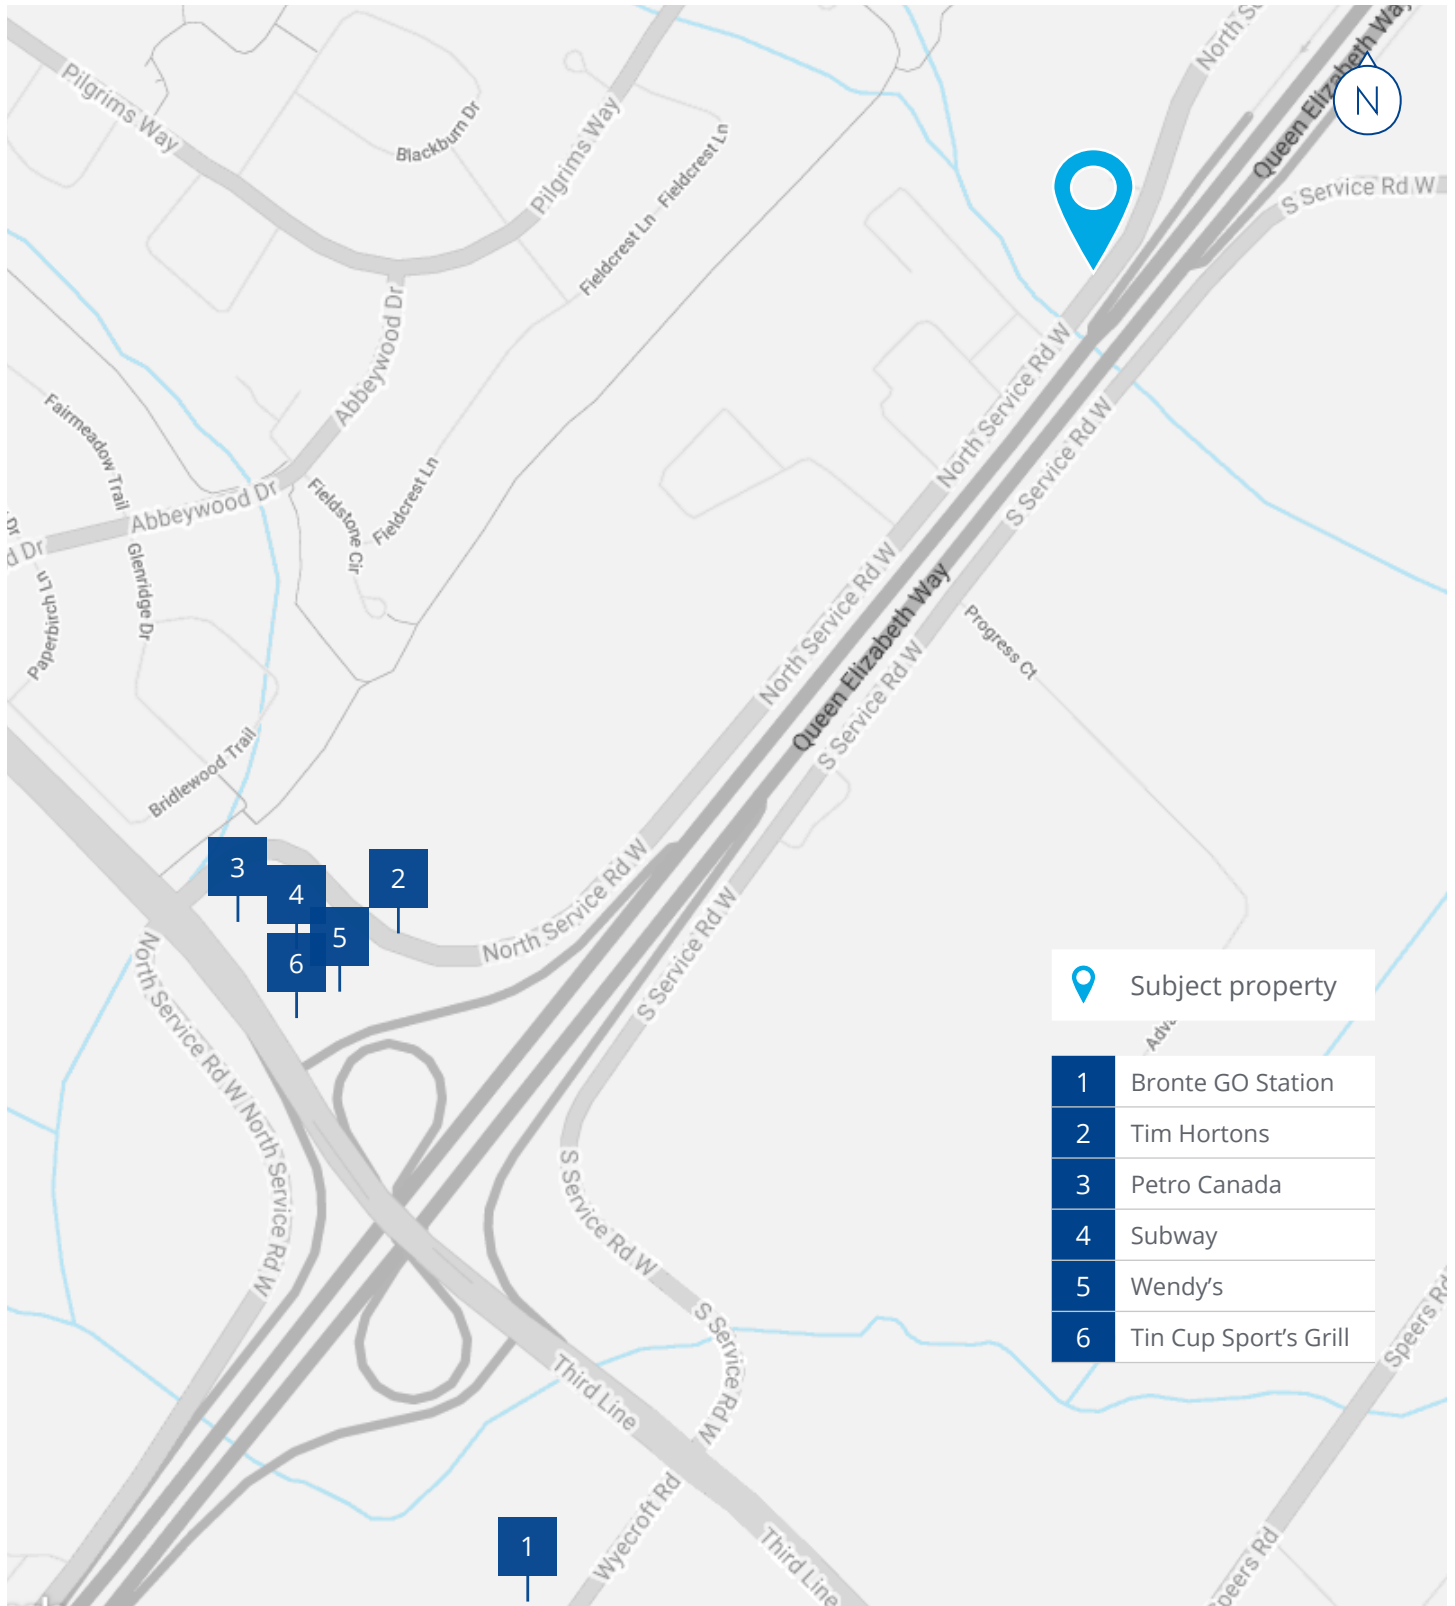 North Se
Queen Elizabeth Way
N
Pilgrims Way
Blackburn Dr
Pilgrims Way
Fieldcrest Ln
Fieldcrest Ln
S Service Rd W
Abbeywood Dr
North Service Rd W
S Service Rd W
Fairmeadow Trail
Abbeywood Dr
Fieldstone Cir
Fieldcrest Ln
Dr
d Dr
Paperbirch Ln
Glenridge Dr
North Service Rd W
Queen Elizabeth Way
S Service Rd W
Progress Ct
Bridlewood Trail
3
4
2
5
6
North Service Rd W
S Service Rd W
North Service Rd W
North Service Rd W
Subject property
Adva
1 Bronte GO Station
2 Tim Hortons
3 Petro Canada
4 Subway
5 Wendy’s
6 Tin Cup Sport’s Grill
S Service Rd W
S Service Rd W
Speers Rd
Third Line
Wyecroft Rd
1
Third Line
peers Rd